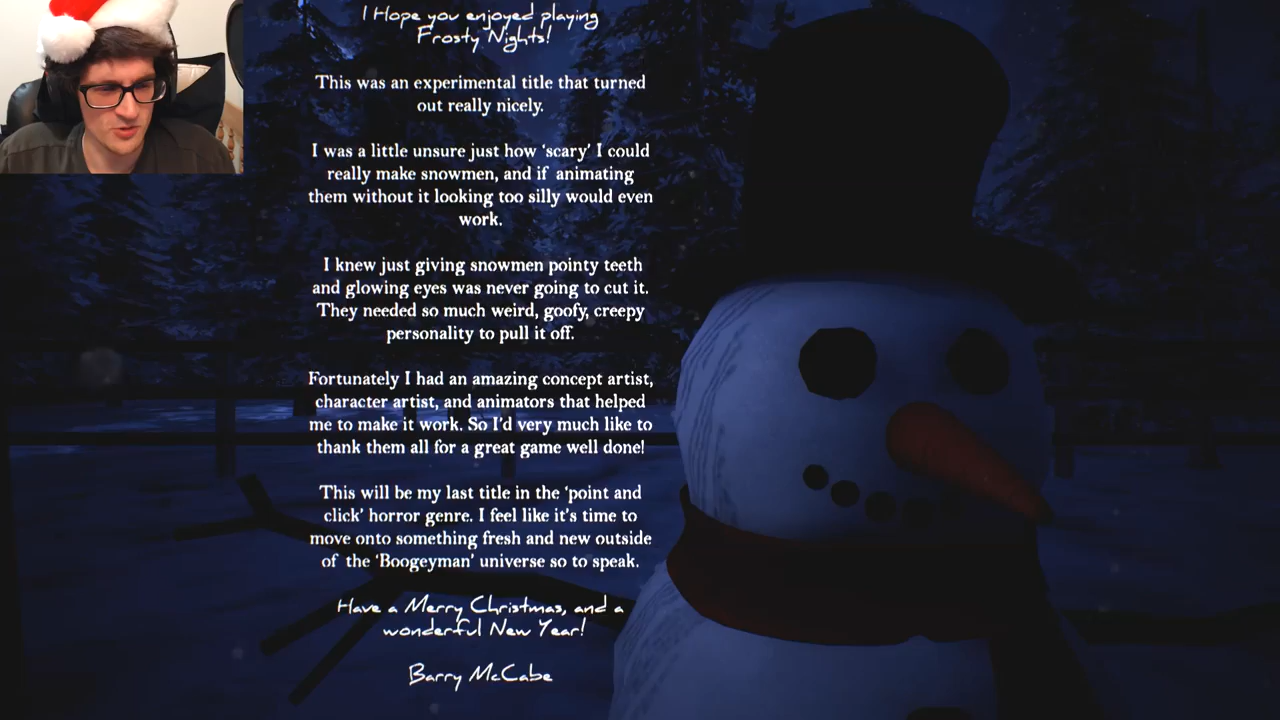 I Hope you enjoyed playing
Frosty Nights!
This was an experimental title that turned
out really nicely.
I was a little unsure just how 'scary' I could
really make snowmen, and if animating
them without it looking too silly would even
work.
I knew just giving snowmen pointy teeth
and glowing eyes was never going to cut it.
They needed so much weird, goofy, creepy
personality to pull it off.
Fortunately I had an amazing concept artist,
character artist, and animators that helped
me to make it work. So I'd very much like to
thank them all for a great game well done!
This will be my last title in the 'point and
click' horror genre. I feel like it's time to
move onto something fresh and new outside
of the 'Boogeyman' universe so to speak.
Have a Merry Christmas, and a
wonderful New Year!
Barry McCabe